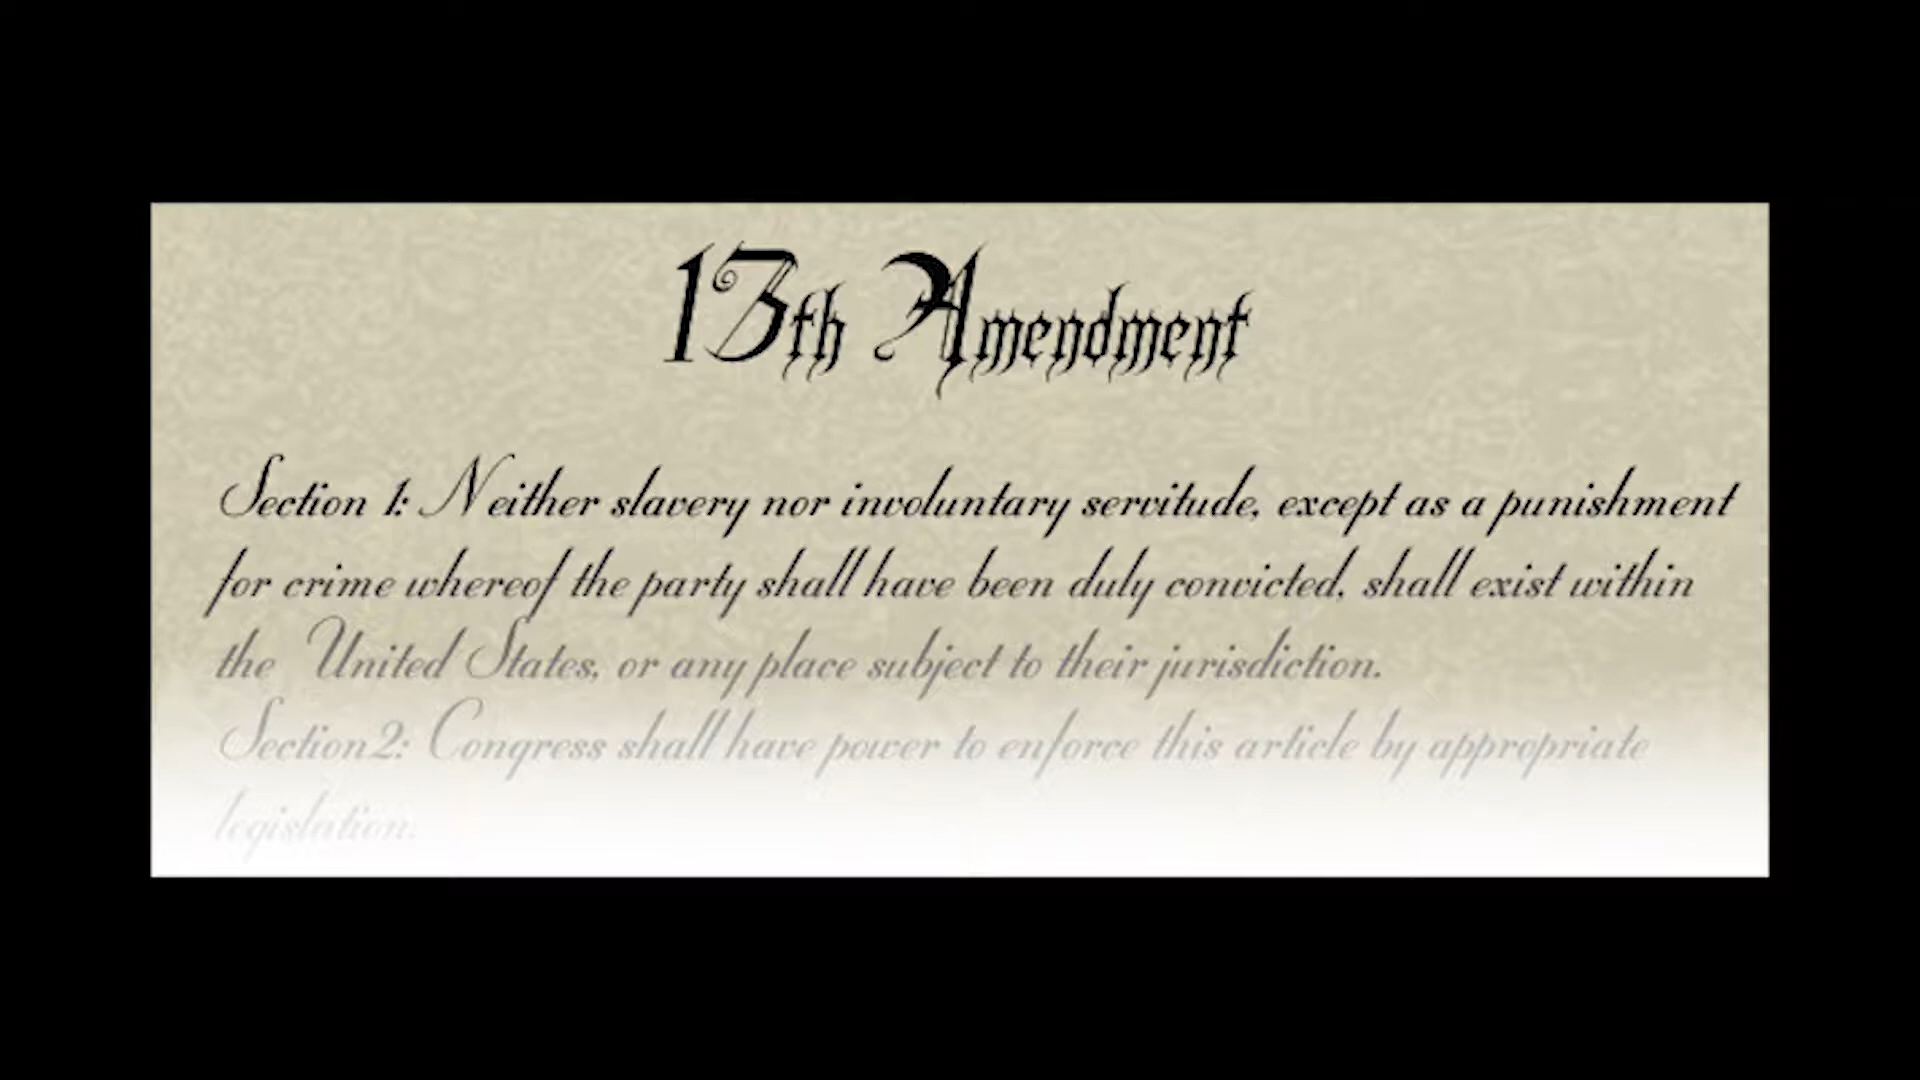 13th Amendment
Section 1: Neither slavery nor involuntary servitude, except as a punishment
for crime whereof the party shall have been duly convicted, shall exist within
the United States, or any place subject to their jurisdiction.
Section2: Congress shall have power to enforce this article by appropriate
legislation.